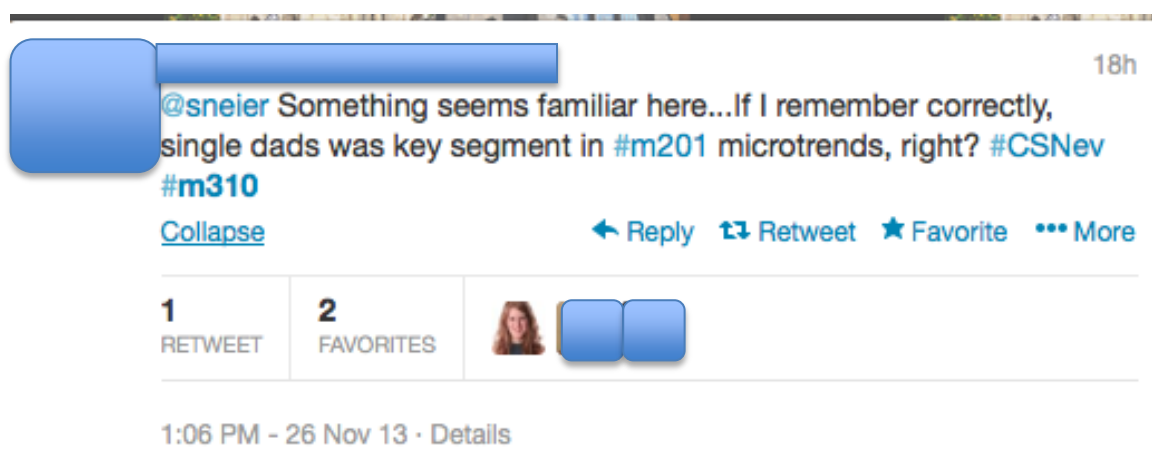 18h
@sneier Something seems familiar here...If I remember correctly,
single dads was key segment in #m201 microtrends, right? #CSNev
#m310
Collapse Reply Retweet Favorite More
1 2
RETWEET FAVORITES
1:06 PM - 26 Nov 13 · Details